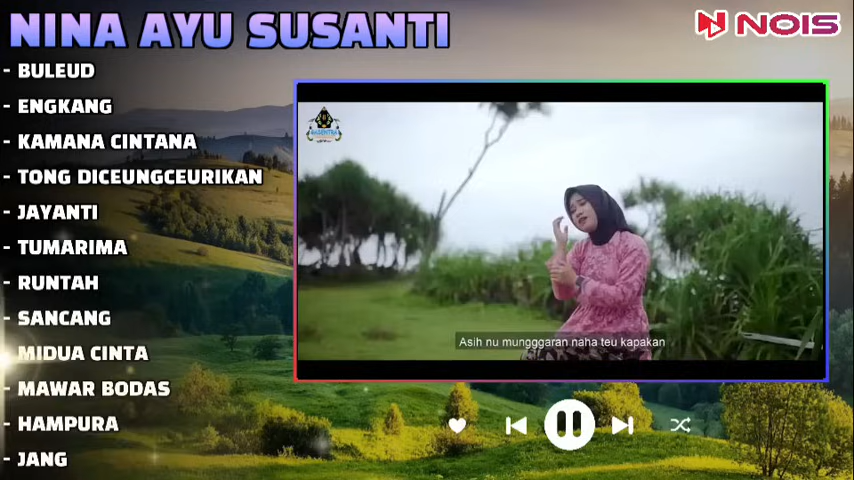 NINA AYU SUSANTI
NOIS
- BULEUD
- ENGKANG
- KAMANA CINTANA
- TONG DICEUNGCEURIKAN
- JAYANTI
- TUMARIMA
- RUNTAH
- SANCANG
- MIDUA CINTA
- MAWAR BODAS
- HAMPURA
- JANG
Asih nu mungggaran naha teu kapakan